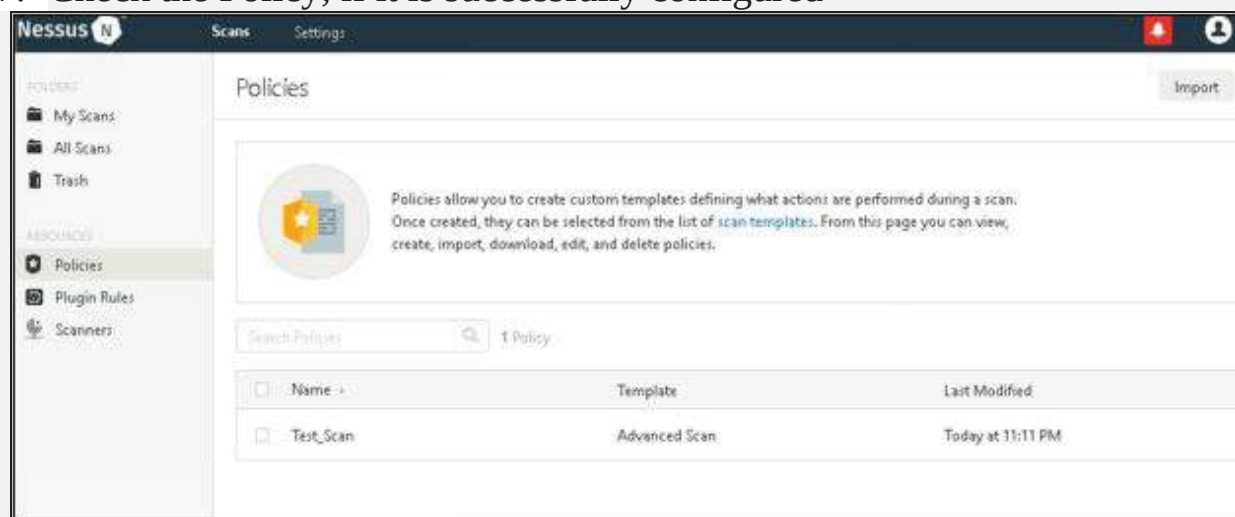 Check the Policy, if it is successfully configured
Nessus N
Scans
Settings
FOLDERS
My Scans
All Scans
Trash
RESOURCES
Policies
Plugin Rules
Scanners
Policies
Import
Policies allow you to create custom templates defining what actions are performed during a scan.
Once created, they can be selected from the list of scan templates. From this page you can view,
create, import, download, edit, and delete policies.
Search Policies
1 Policy
Name
Template
Last Modified
Test_Scan
Advanced Scan
Today at 11:11 PM